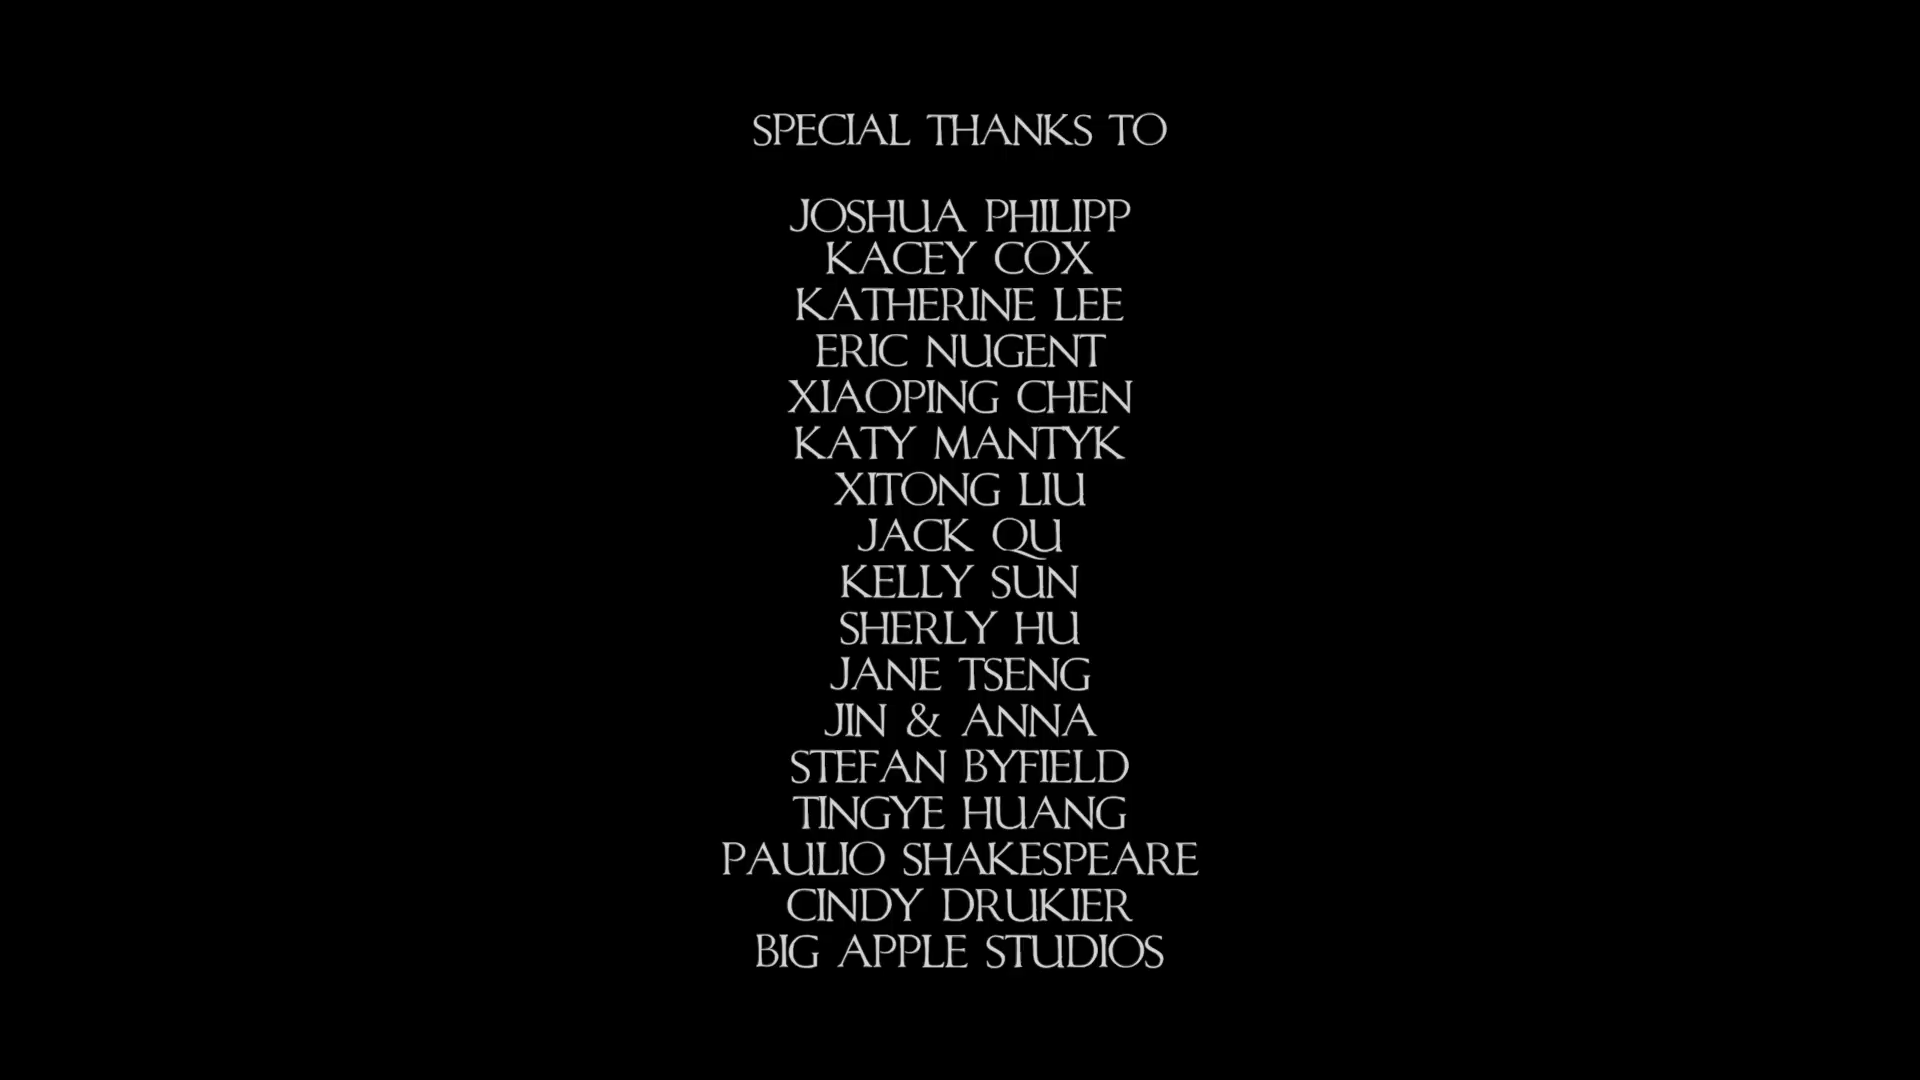 SPECIAL THANKS TO
JOSHUA PHILIPP
KACEY COX
KATHERINE LEE
ERIC NUGENT
XIAOPING CHEN
KATY MANTYK
XITONG LIU
JACK QU
KELLY SUN
SHERLY HU
JANE TSENG
JIN & ANNA
STEFAN BYFIELD
TINGYE HUANG
PAULIO SHAKESPEARE
CINDY DRUKIER
BIG APPLE STUDIOS